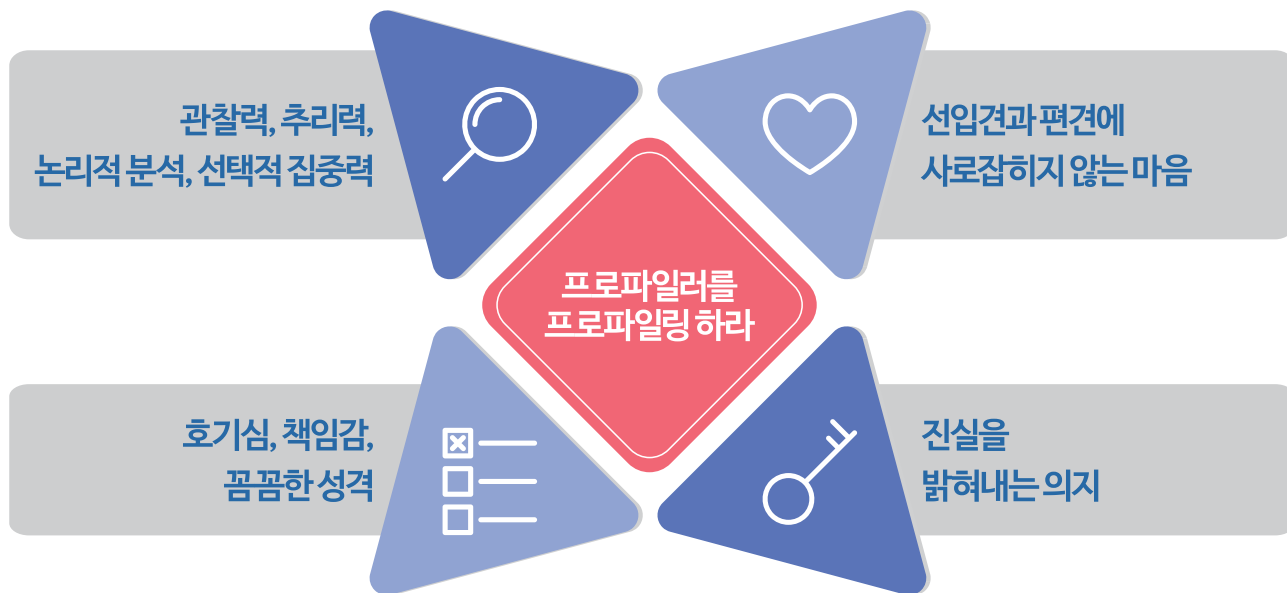 관찰력, 추리력,
논리적 분석, 선택적 집중력
선입견과 편견에
사로잡히지 않는 마음
프로파일러를
프로파일링 하라
호기심, 책임감,
꼼꼼한 성격
진실을
밝혀내는 의지